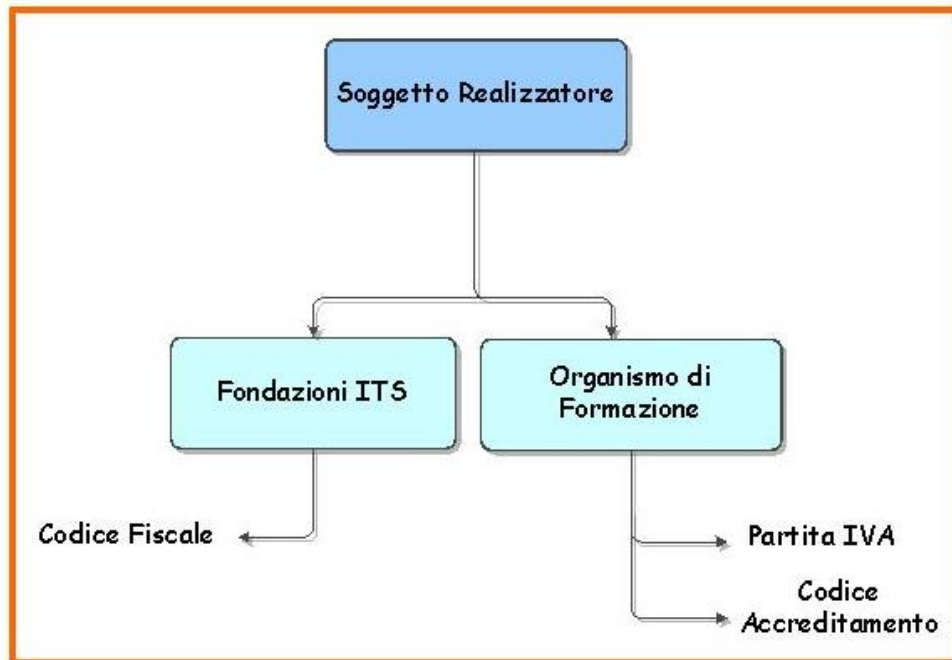 Soggetto Realizzatore
Fondazioni ITS
Organismo di
Formazione
Codice Fiscale
Partita IVA
Codice
Accreditamento